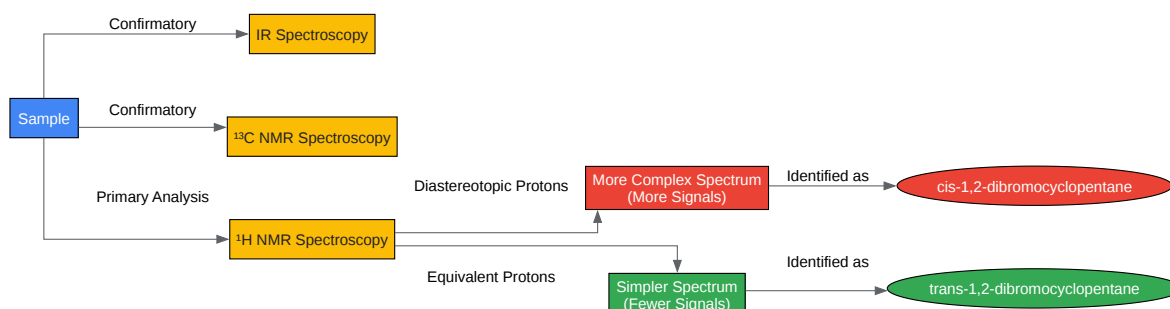 Confirmatory
IR Spectroscopy
Sample
Confirmatory
¹³C NMR Spectroscopy
Primary Analysis
¹H NMR Spectroscopy
Diastereotopic Protons
More Complex Spectrum
(More Signals)
Identified as
cis-1,2-dibromocyclopentane
Equivalent Protons
Simpler Spectrum
(Fewer Signals)
Identified as
trans-1,2-dibromocyclopentane